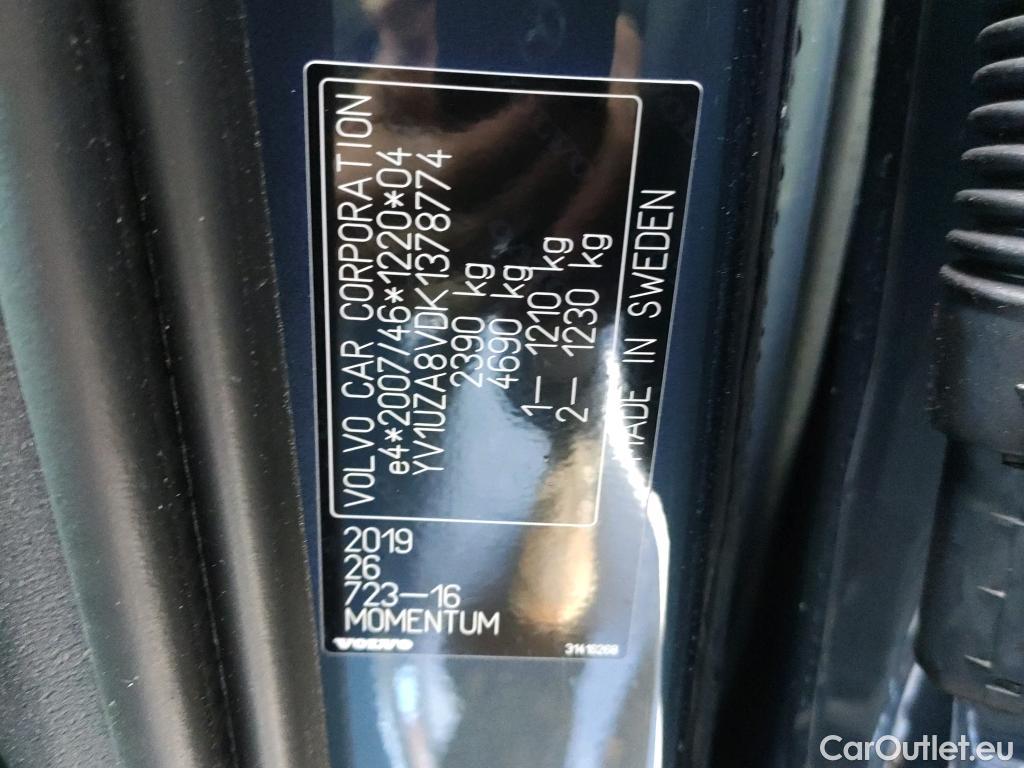 VOLVO CAR CORPORATION
e4*2007/46*1220*04
YV1UZA8VDK1378774
2390 kg
4690 kg
1— 1210 kg
2— 1230 kg
MADE IN SWEDEN
2019
26
723—16
MOMENTUM
VOLVO
31416268
CarOutlet.eu